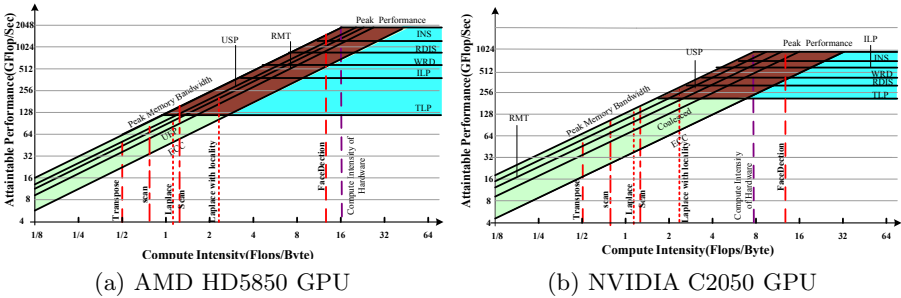 Attaintable Performance(GFlop/Sec)
2048
1024
512
256
128
64
32
16
8
4
Peak Performance
USP
RMT
INS
RDIS
WRD
ILP
TLP
Peak Memory Bandwidth
USP
FCC
Transpose
scan
Laplace
Scan
Laplace with locality
FaceDection
Compute Intensity of
Hardware
1/8
1/4
1/2
1
2
4
8
16
32
64
Compute Intensity(Flops/Byte)
(a) AMD HD5850 GPU
Attaintable Performance(GFlop/Sec)
1024
512
256
128
64
32
16
8
4
Peak Performance
USP
RMT
ILP
INS
WRD
RDIS
TLP
Peak Memory Bandwidth
Coalesced
ECC
Transpose
scan
Laplace
Scan
Laplace with locality
Compute Intensity
of Hardware
FaceDection
1/8
1/4
1/2
1
2
4
8
16
32
64
Compute Intensity(Flops/Byte)
(b) NVIDIA C2050 GPU